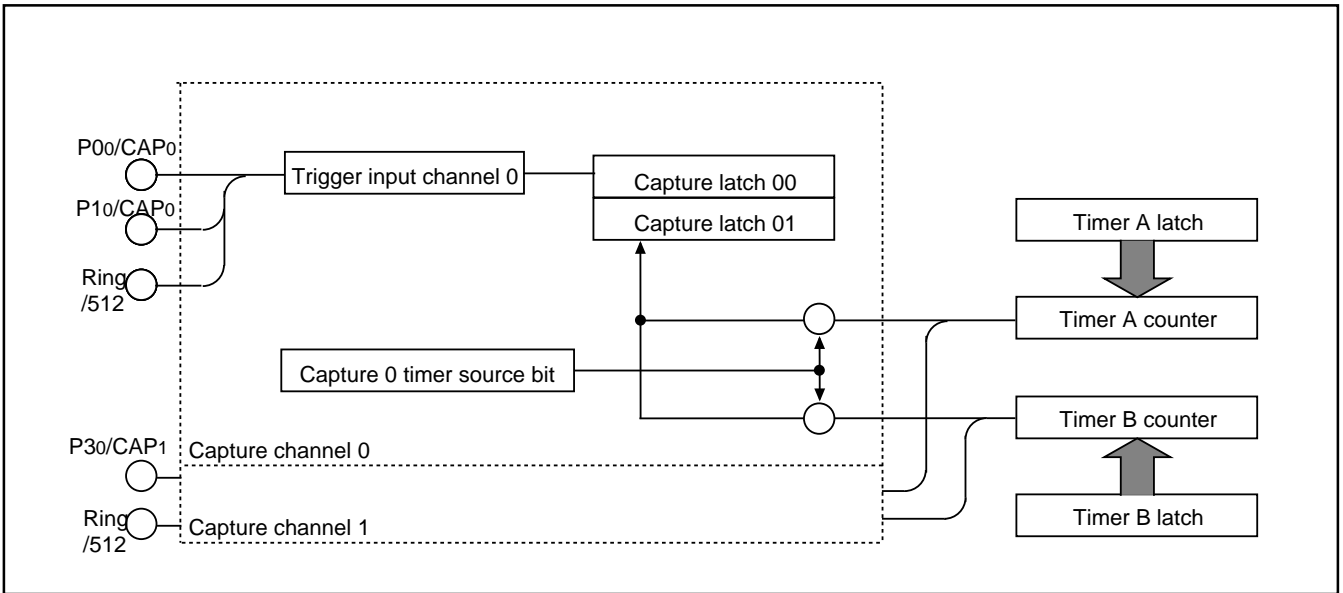 P00/CAP0
Trigger input channel 0
Capture latch 00
P10/CAP0
Capture latch 01
Timer A latch
Ring
/512
Timer A counter
Capture 0 timer source bit
Timer B counter
P30/CAP1
Capture channel 0
Ring
/512
Capture channel 1
Timer B latch